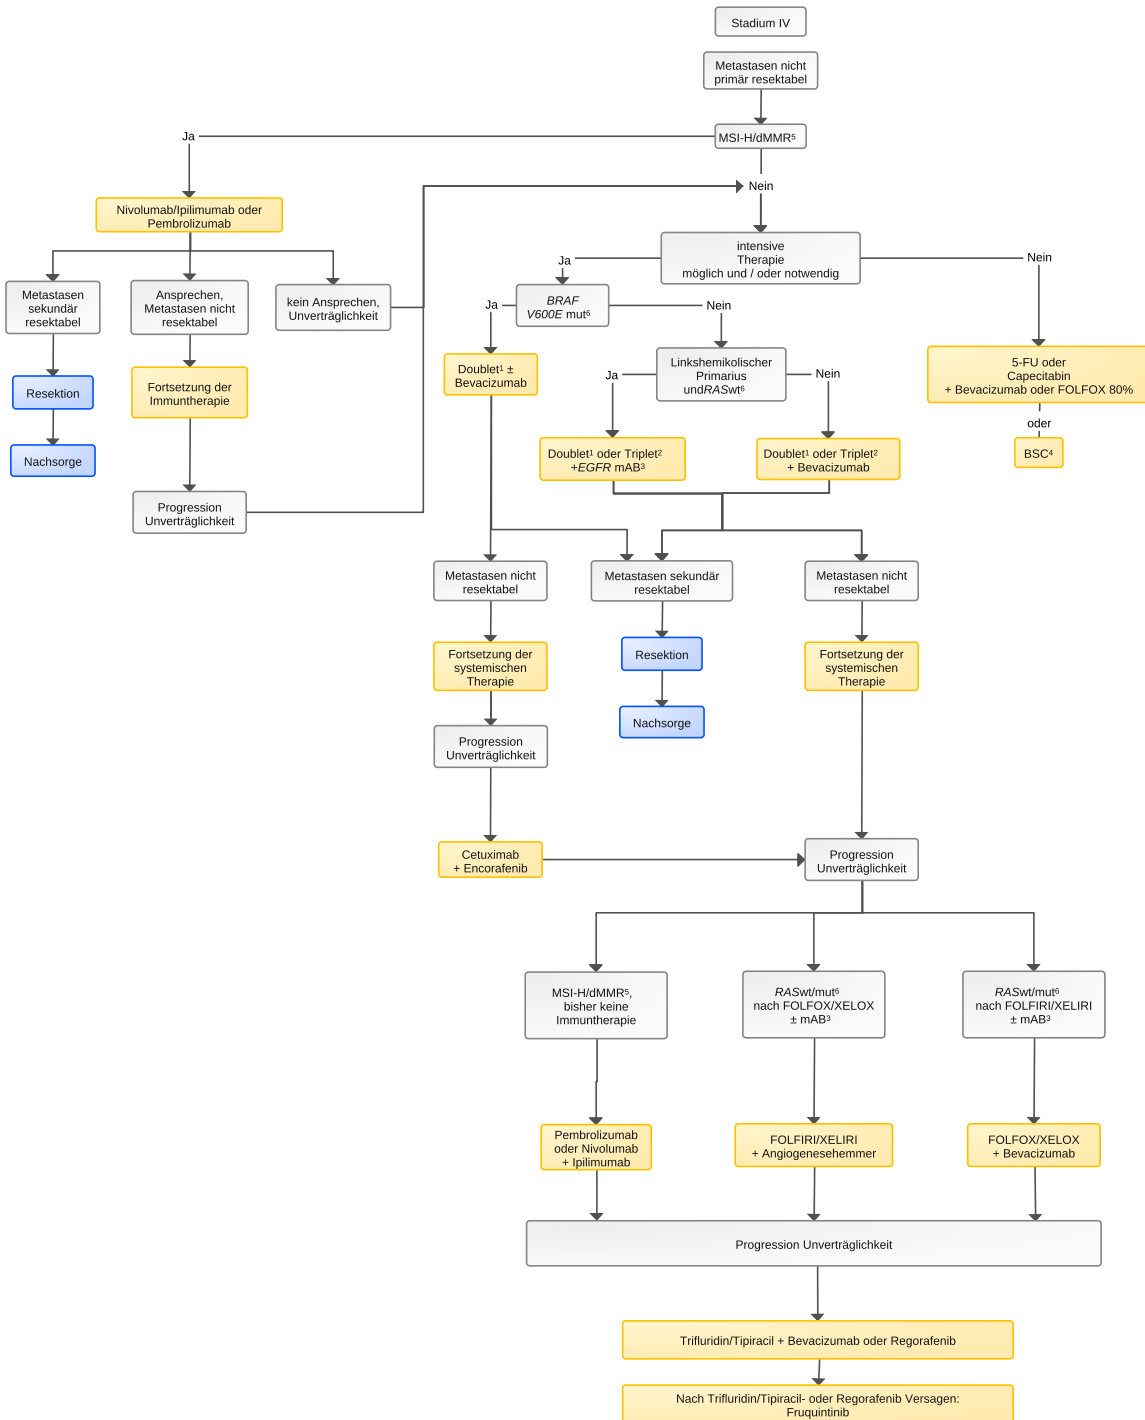 Stadium IV
Metastasen nicht
primär resektabel
MSI-H/dMMR⁵
Ja
Nein
Nivolumab/Ipilimumab oder
Pembrolizumab
intensive
Therapie
möglich und / oder notwendig
Ja
Nein
Metastasen
sekundär
resektabel
Ansprechen,
Metastasen nicht
resektabel
kein Ansprechen,
Unverträglichkeit
BRAF
V600E mut⁶
Ja
Nein
Resektion
Fortsetzung der
Immuntherapie
Doublet¹ ±
Bevacizumab
Linkshemikolischer
Primarius
undRASwt⁶
Ja
Nein
5-FU oder
Capecitabin
+ Bevacizumab oder FOLFOX 80%
oder
BSC⁴
Nachsorge
Doublet¹ oder Triplet²
+EGFR mAB³
Doublet¹ oder Triplet²
+ Bevacizumab
Progression
Unverträglichkeit
Metastasen nicht
resektabel
Metastasen sekundär
resektabel
Metastasen nicht
resektabel
Fortsetzung der
systemischen
Therapie
Resektion
Fortsetzung der
systemischen
Therapie
Progression
Unverträglichkeit
Nachsorge
Cetuximab
+ Encorafenib
Progression
Unverträglichkeit
MSI-H/dMMR⁵,
bisher keine
Immuntherapie
RASwt/mut⁶
nach FOLFOX/XELOX
± mAB³
RASwt/mut⁶
nach FOLFIRI/XELIRI
± mAB³
Pembrolizumab
oder Nivolumab
+ Ipilimumab
FOLFIRI/XELIRI
+ Angiogenesehemmer
FOLFOX/XELOX
+ Bevacizumab
Progression Unverträglichkeit
Trifluridin/Tipiracil + Bevacizumab oder Regorafenib
Nach Trifluridin/Tipiracil- oder Regorafenib Versagen:
Fruquintinib